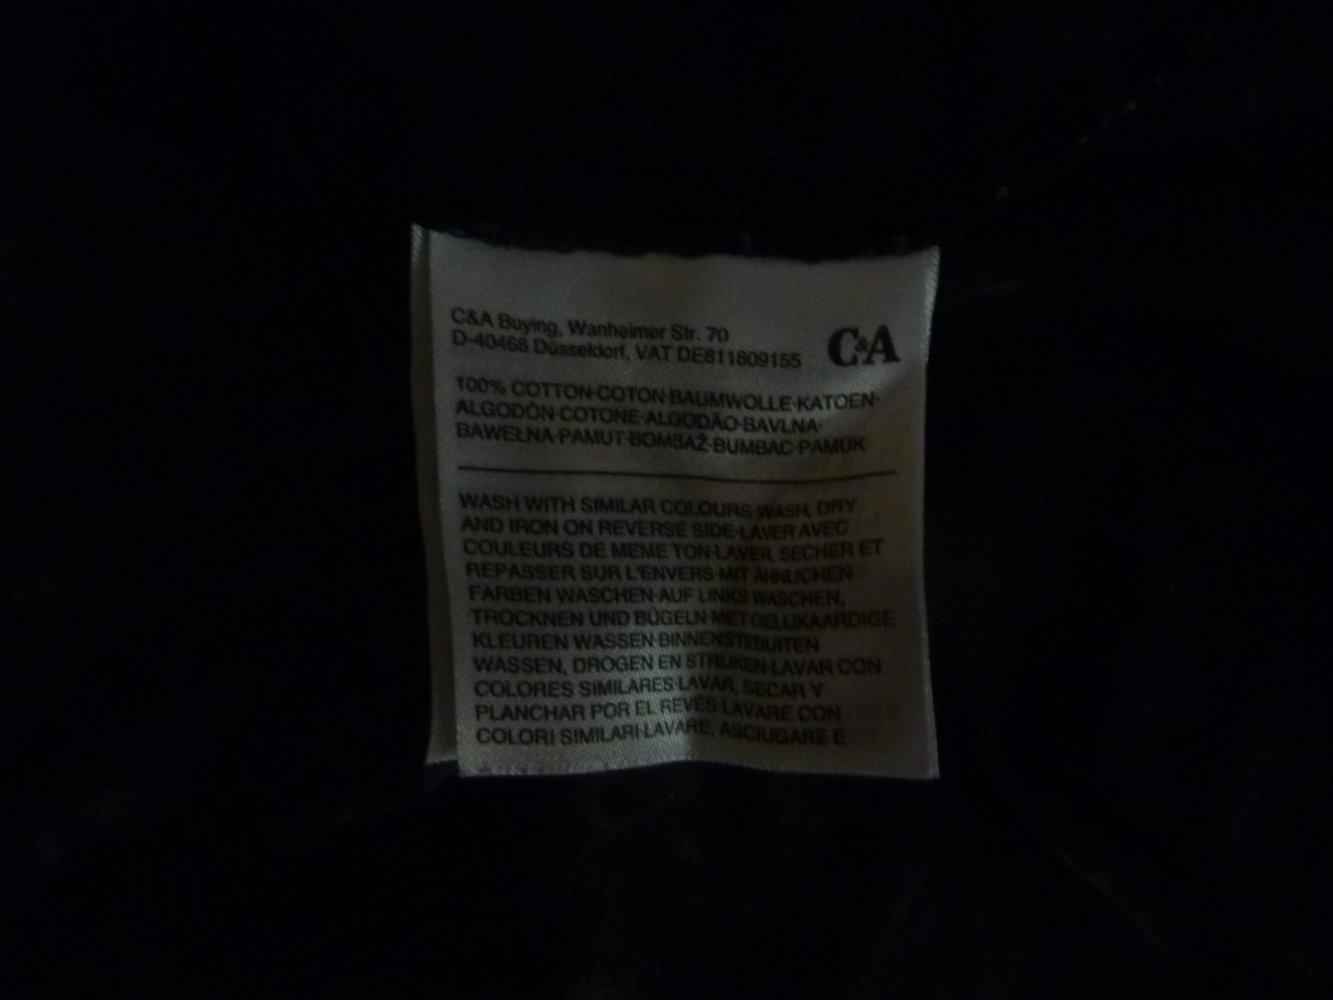 C&A Buying, Wanheimer Str. 70
D-40468 Düsseldorf, VAT DE811809155
C&A
100% COTTON·COTON·BAUMWOLLE·KATOEN·
ALGODÓN·COTONE·ALGODÃO·BAVLNA·
BAWEŁNA·PAMUT·BOMBAŽ·BUMBAC·PAMUK
WASH WITH SIMILAR COLOURS·WASH, DRY
AND IRON ON REVERSE SIDE·LAVER AVEC
COULEURS DE MEME TON·LAVER, SECHER ET
REPASSER SUR L'ENVERS·MIT ÄHNLICHEN
FARBEN WASCHEN·AUF LINKS WASCHEN,
TROCKNEN UND BÜGELN·MET GELIJKAARDIGE
KLEUREN WASSEN·BINNENSTEBUITEN
WASSEN, DROGEN EN STRIJKEN·LAVAR CON
COLORES SIMILARES·LAVAR, SECAR Y
PLANCHAR POR EL REVÉS·LAVARE CON
COLORI SIMILARI·LAVARE, ASCIUGARE E